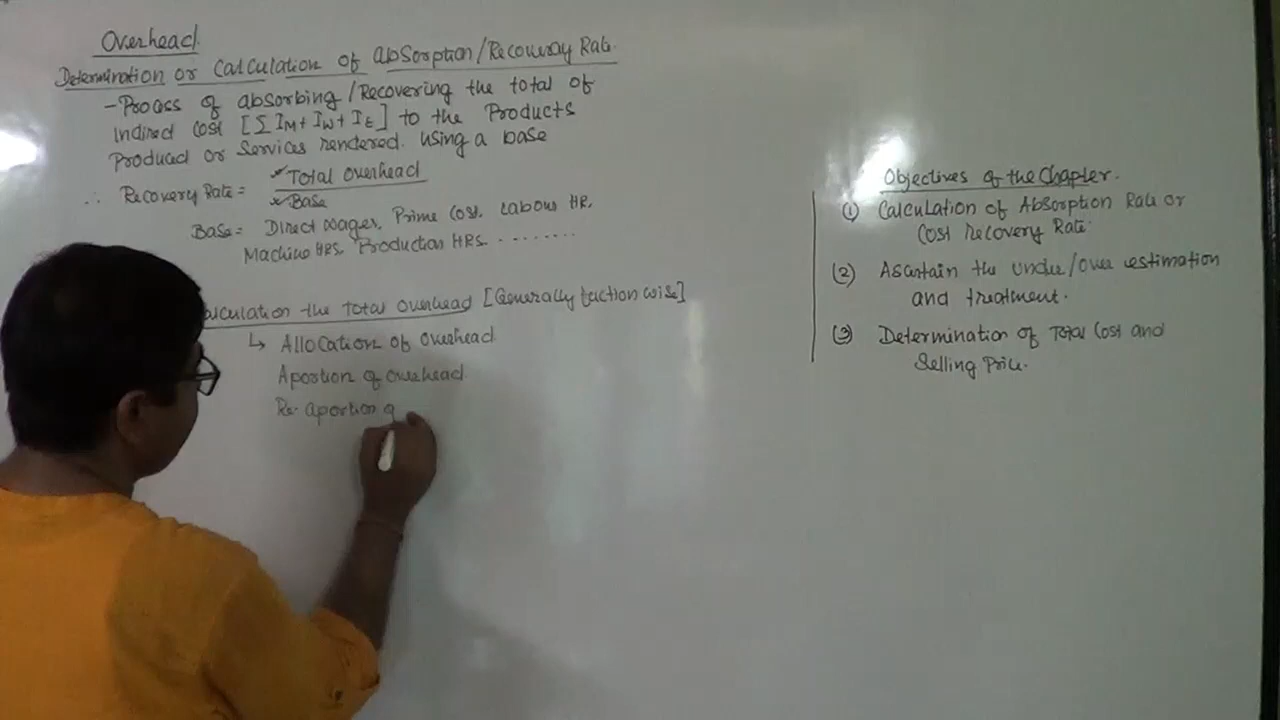 Overhead.
Determination or Calculation of absorption/Recovery Rate.
- Process of absorbing/Recovering the total of
Indirect Cost [Σ IM + IW + IE] to the Products
Produced or Services rendered. Using a base
∴ Recovery Rate = Total overhead
Base
Base = Direct wages, Prime Cost, Labour HR,
Machine HRS, Production HRS. ........
Calculation the Total overhead [Generally function wise]
↳ Allocation of overhead
Aportion of overhead
Re-aportion of
Objectives of the Chapter.
(1) Calculation of Absorption Rate or
Cost recovery Rate.
(2) Ascertain the under/over estimation
and treatment.
(3) Determination of Total Cost and
Selling Price.